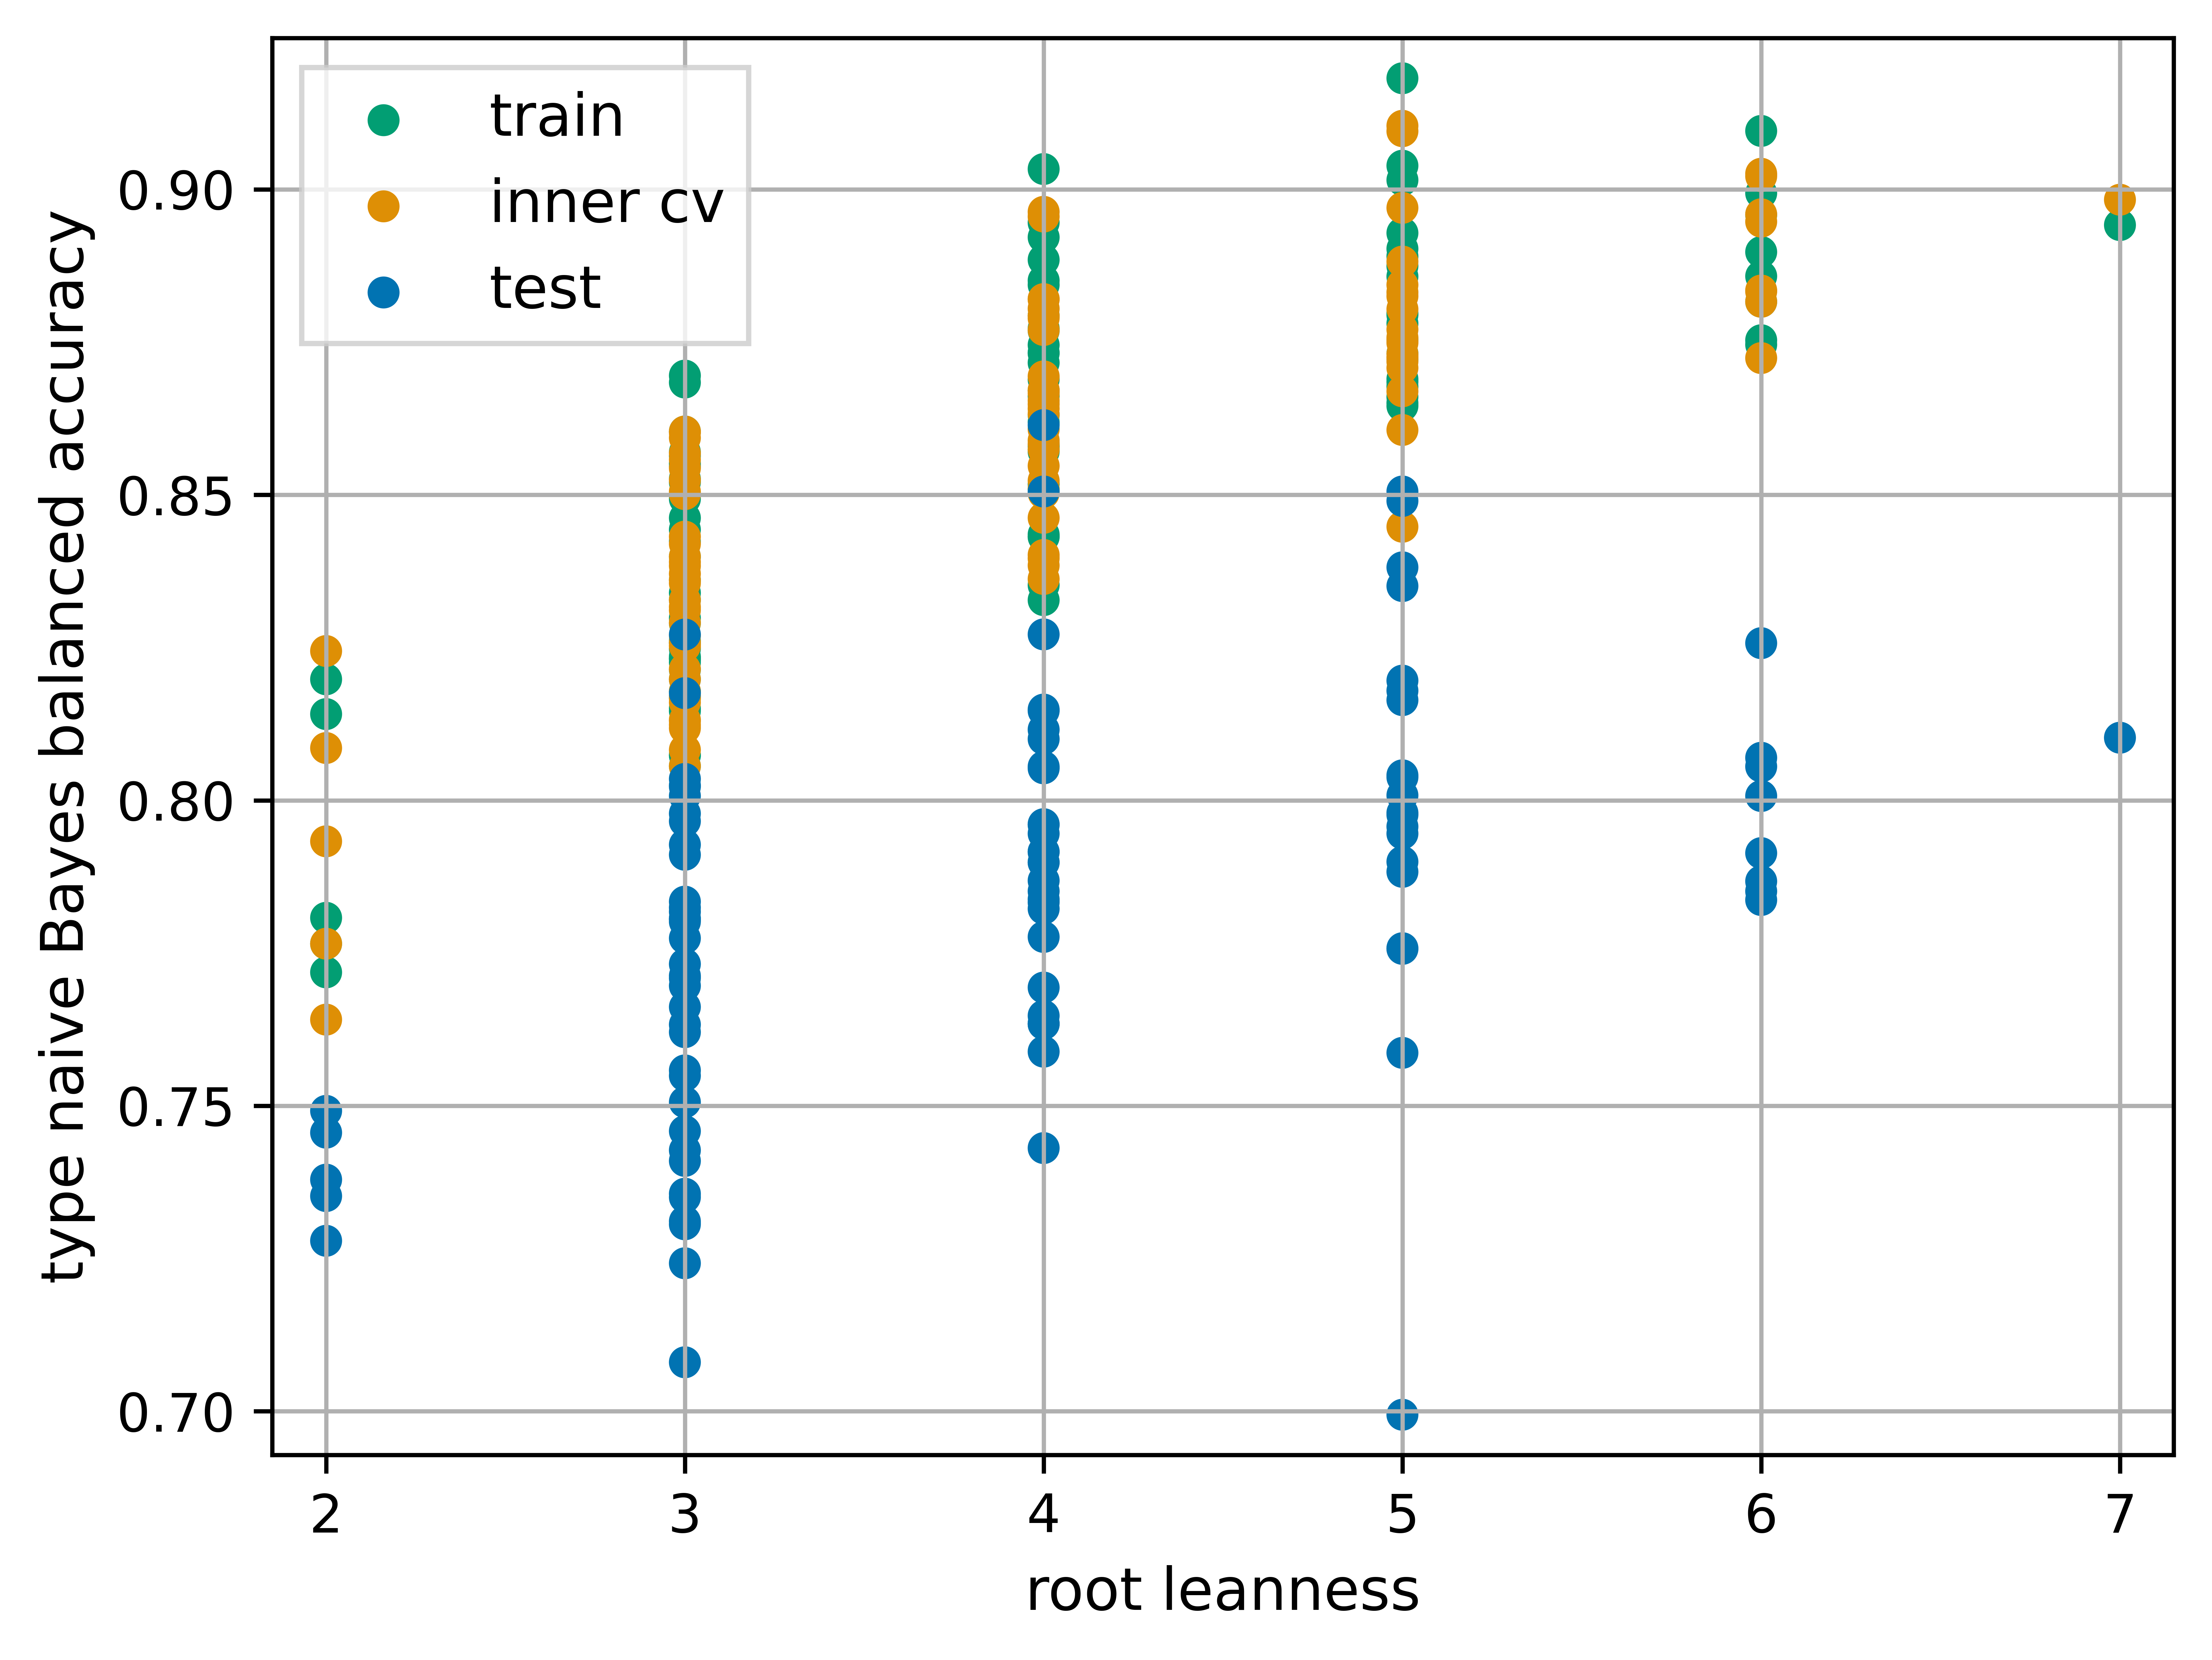 train
inner cv
test
type naive Bayes balanced accuracy
0.90
0.85
0.80
0.75
0.70
2 3 4 5 6 7
root leanness